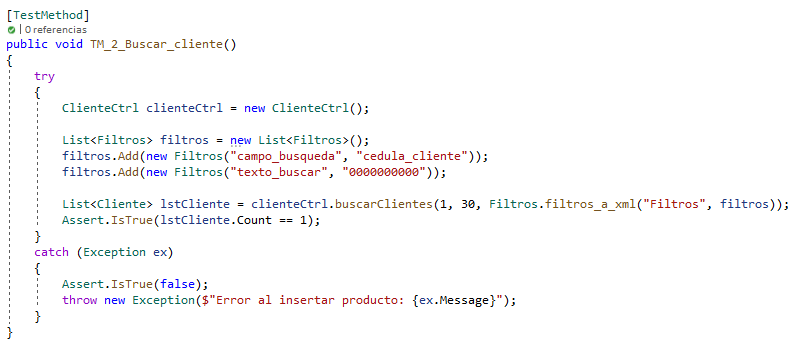 [TestMethod]
| 0 referencias
public void TM_2_Buscar_cliente()
{
try
{
ClienteCtrl clienteCtrl = new ClienteCtrl();
List<Filtros> filtros = new List<Filtros>();
filtros.Add(new Filtros("campo_busqueda", "cedula_cliente"));
filtros.Add(new Filtros("texto_buscar", "0000000000"));
List<Cliente> lstCliente = clienteCtrl.buscarClientes(1, 30, Filtros.filtros_a_xml("Filtros", filtros));
Assert.IsTrue(lstCliente.Count == 1);
}
catch (Exception ex)
{
Assert.IsTrue(false);
throw new Exception($"Error al insertar producto: {ex.Message}");
}
}